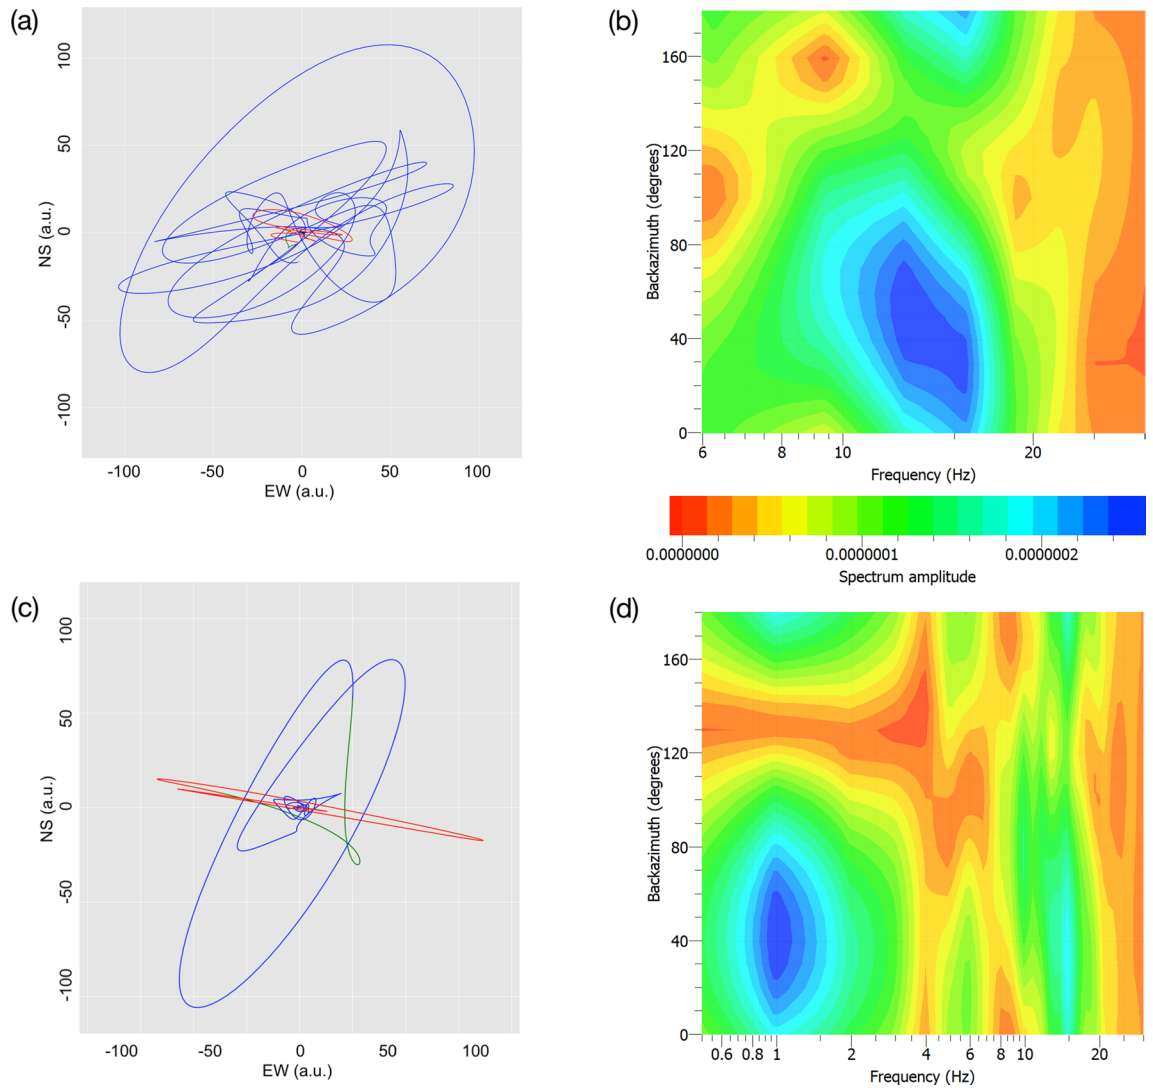 (a)
100
50
0
-50
-100
NS (a.u.)
-100 -50 0 50 100
EW (a.u.)
(b)
160
120
80
40
0
Backazimuth (degrees)
6 8 10 20
Frequency (Hz)
0.0000000 0.0000001 0.0000002
Spectrum amplitude
(c)
100
50
0
-50
-100
NS (a.u.)
-100 -50 0 50 100
EW (a.u.)
(d)
160
120
80
40
0
Backazimuth (degrees)
0.6 0.8 1 2 4 6 8 10 20
Frequency (Hz)